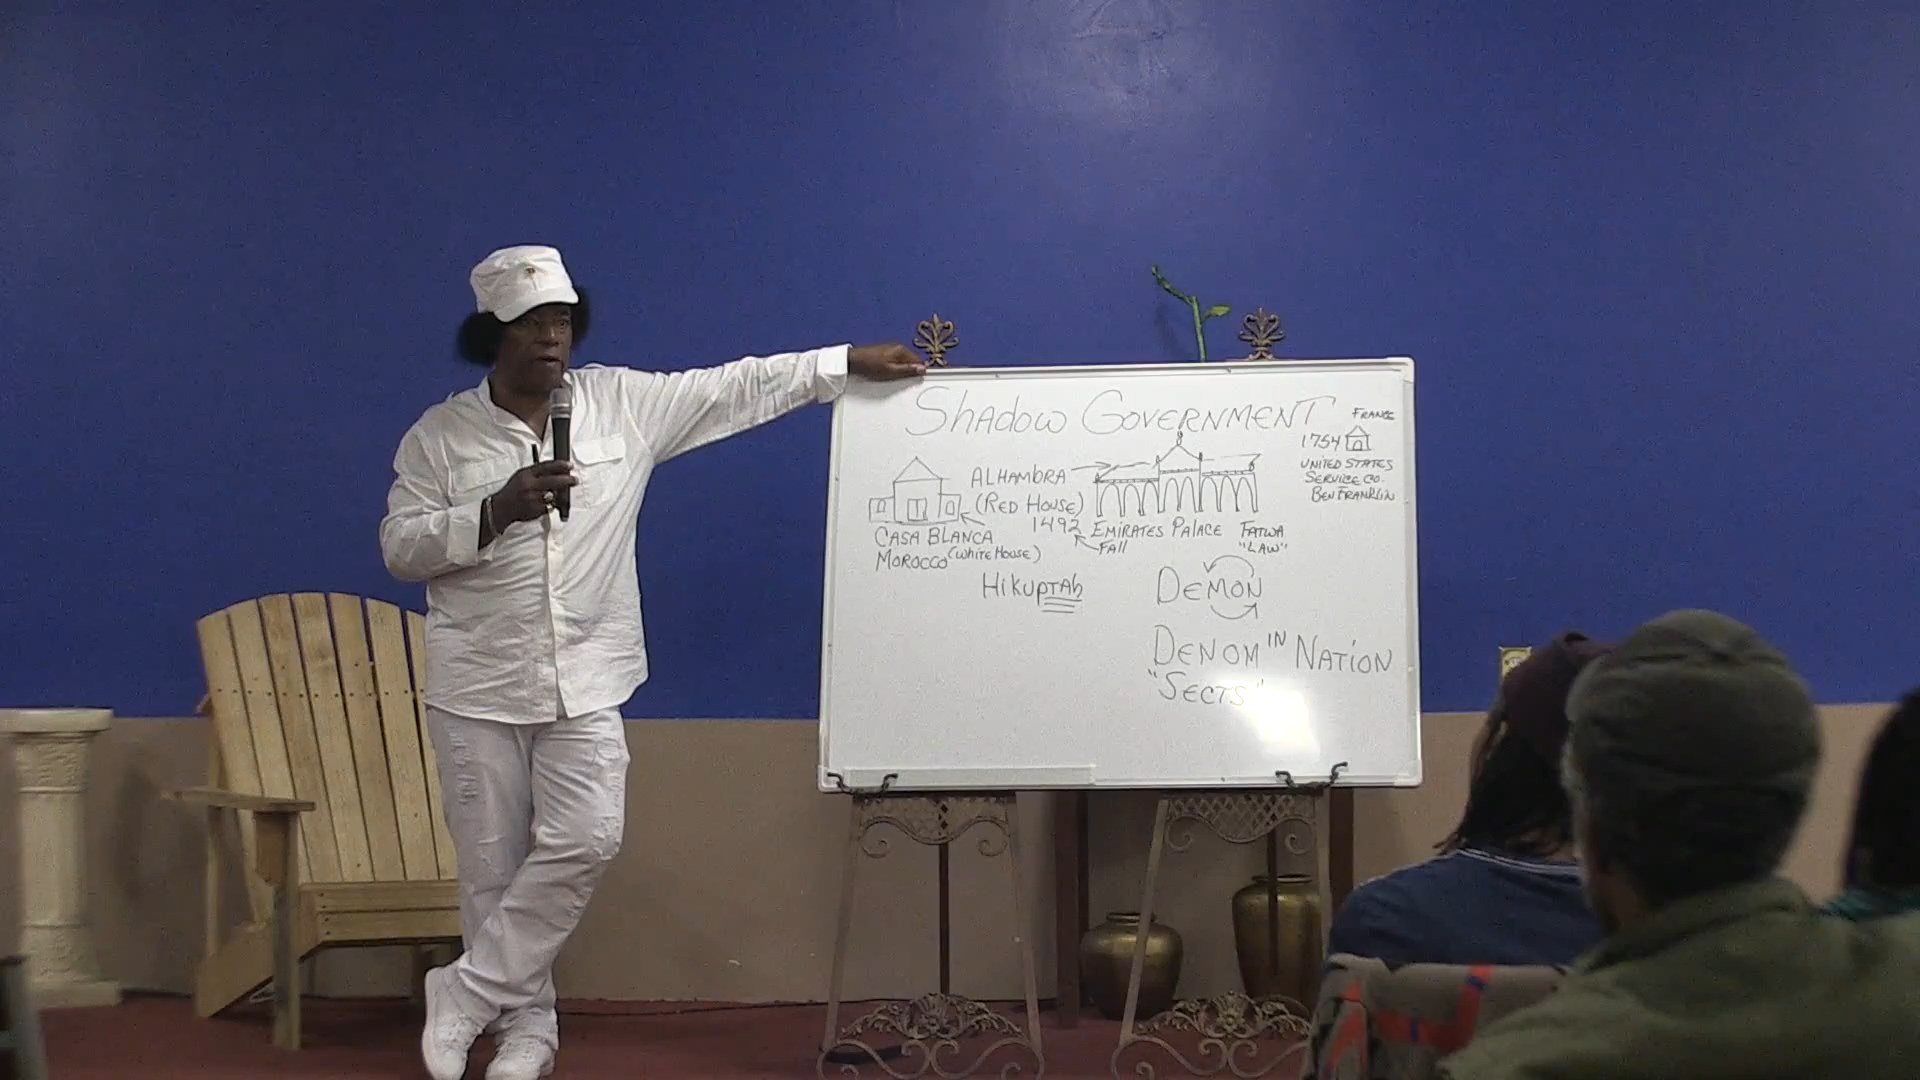 Shadow Government
France
1754
United States
Service Co.
Ben Franklin
Alhambra
(Red House)
1492
Fall
Casa Blanca
Morocco (White House)
Emirates Palace
Fatwa
"Law"
Hikuptah
Demon
Denom in Nation
"Sects"